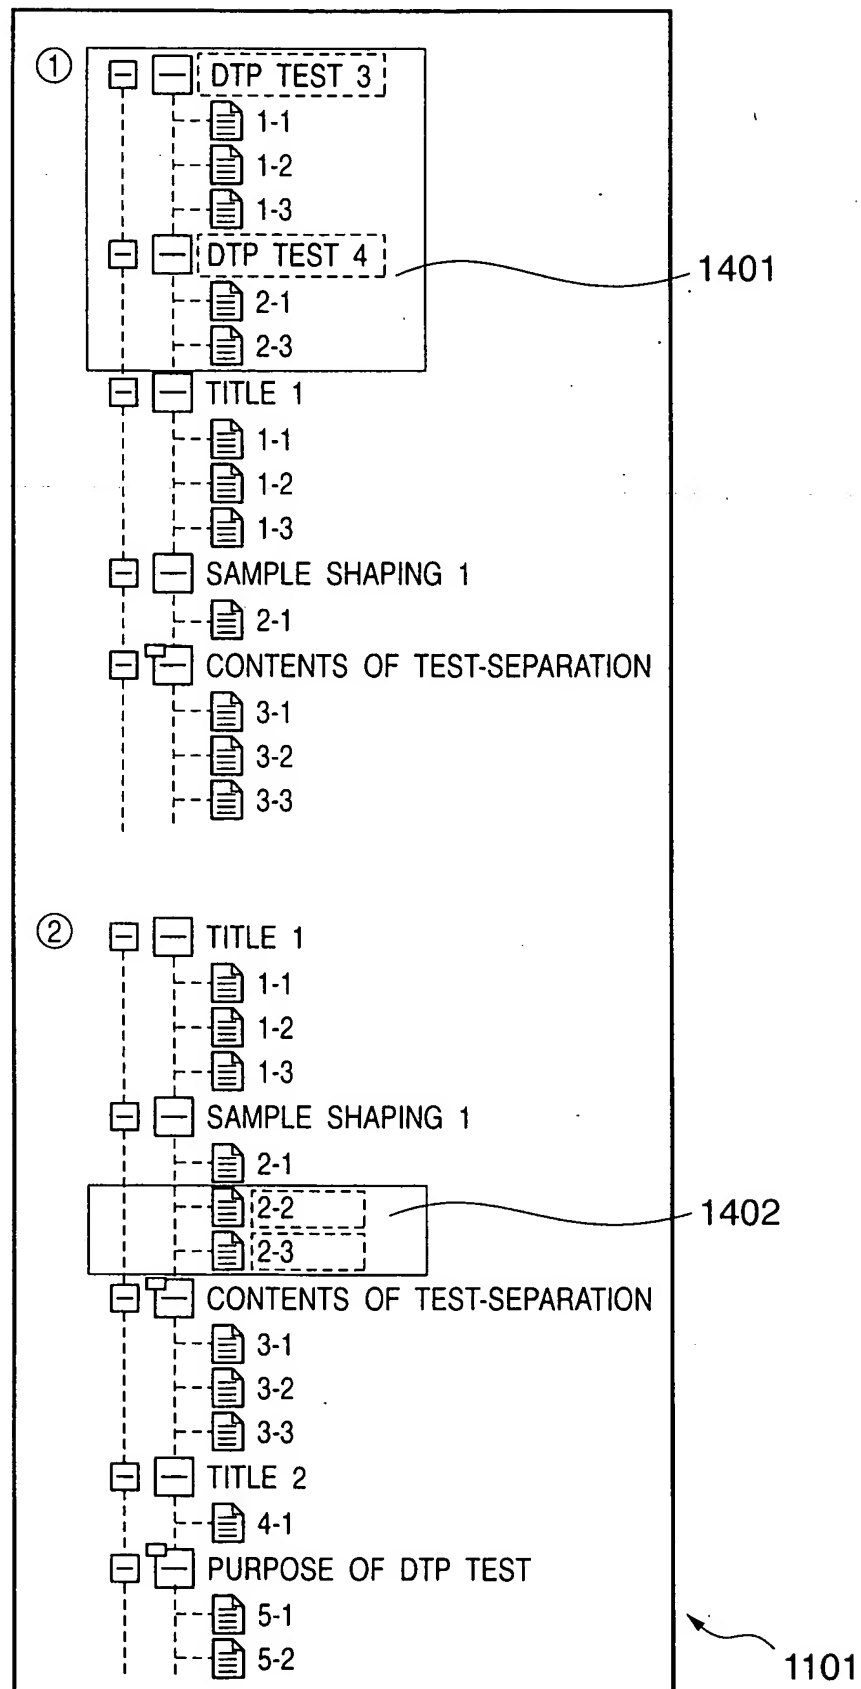 ① DTP TEST 3
1-1
1-2
1-3
DTP TEST 4
1401
2-1
2-3
TITLE 1
1-1
1-2
1-3
SAMPLE SHAPING 1
2-1
CONTENTS OF TEST-SEPARATION
3-1
3-2
3-3
② TITLE 1
1-1
1-2
1-3
SAMPLE SHAPING 1
2-1
2-2
1402
2-3
CONTENTS OF TEST-SEPARATION
3-1
3-2
3-3
TITLE 2
4-1
PURPOSE OF DTP TEST
5-1
5-2
1101